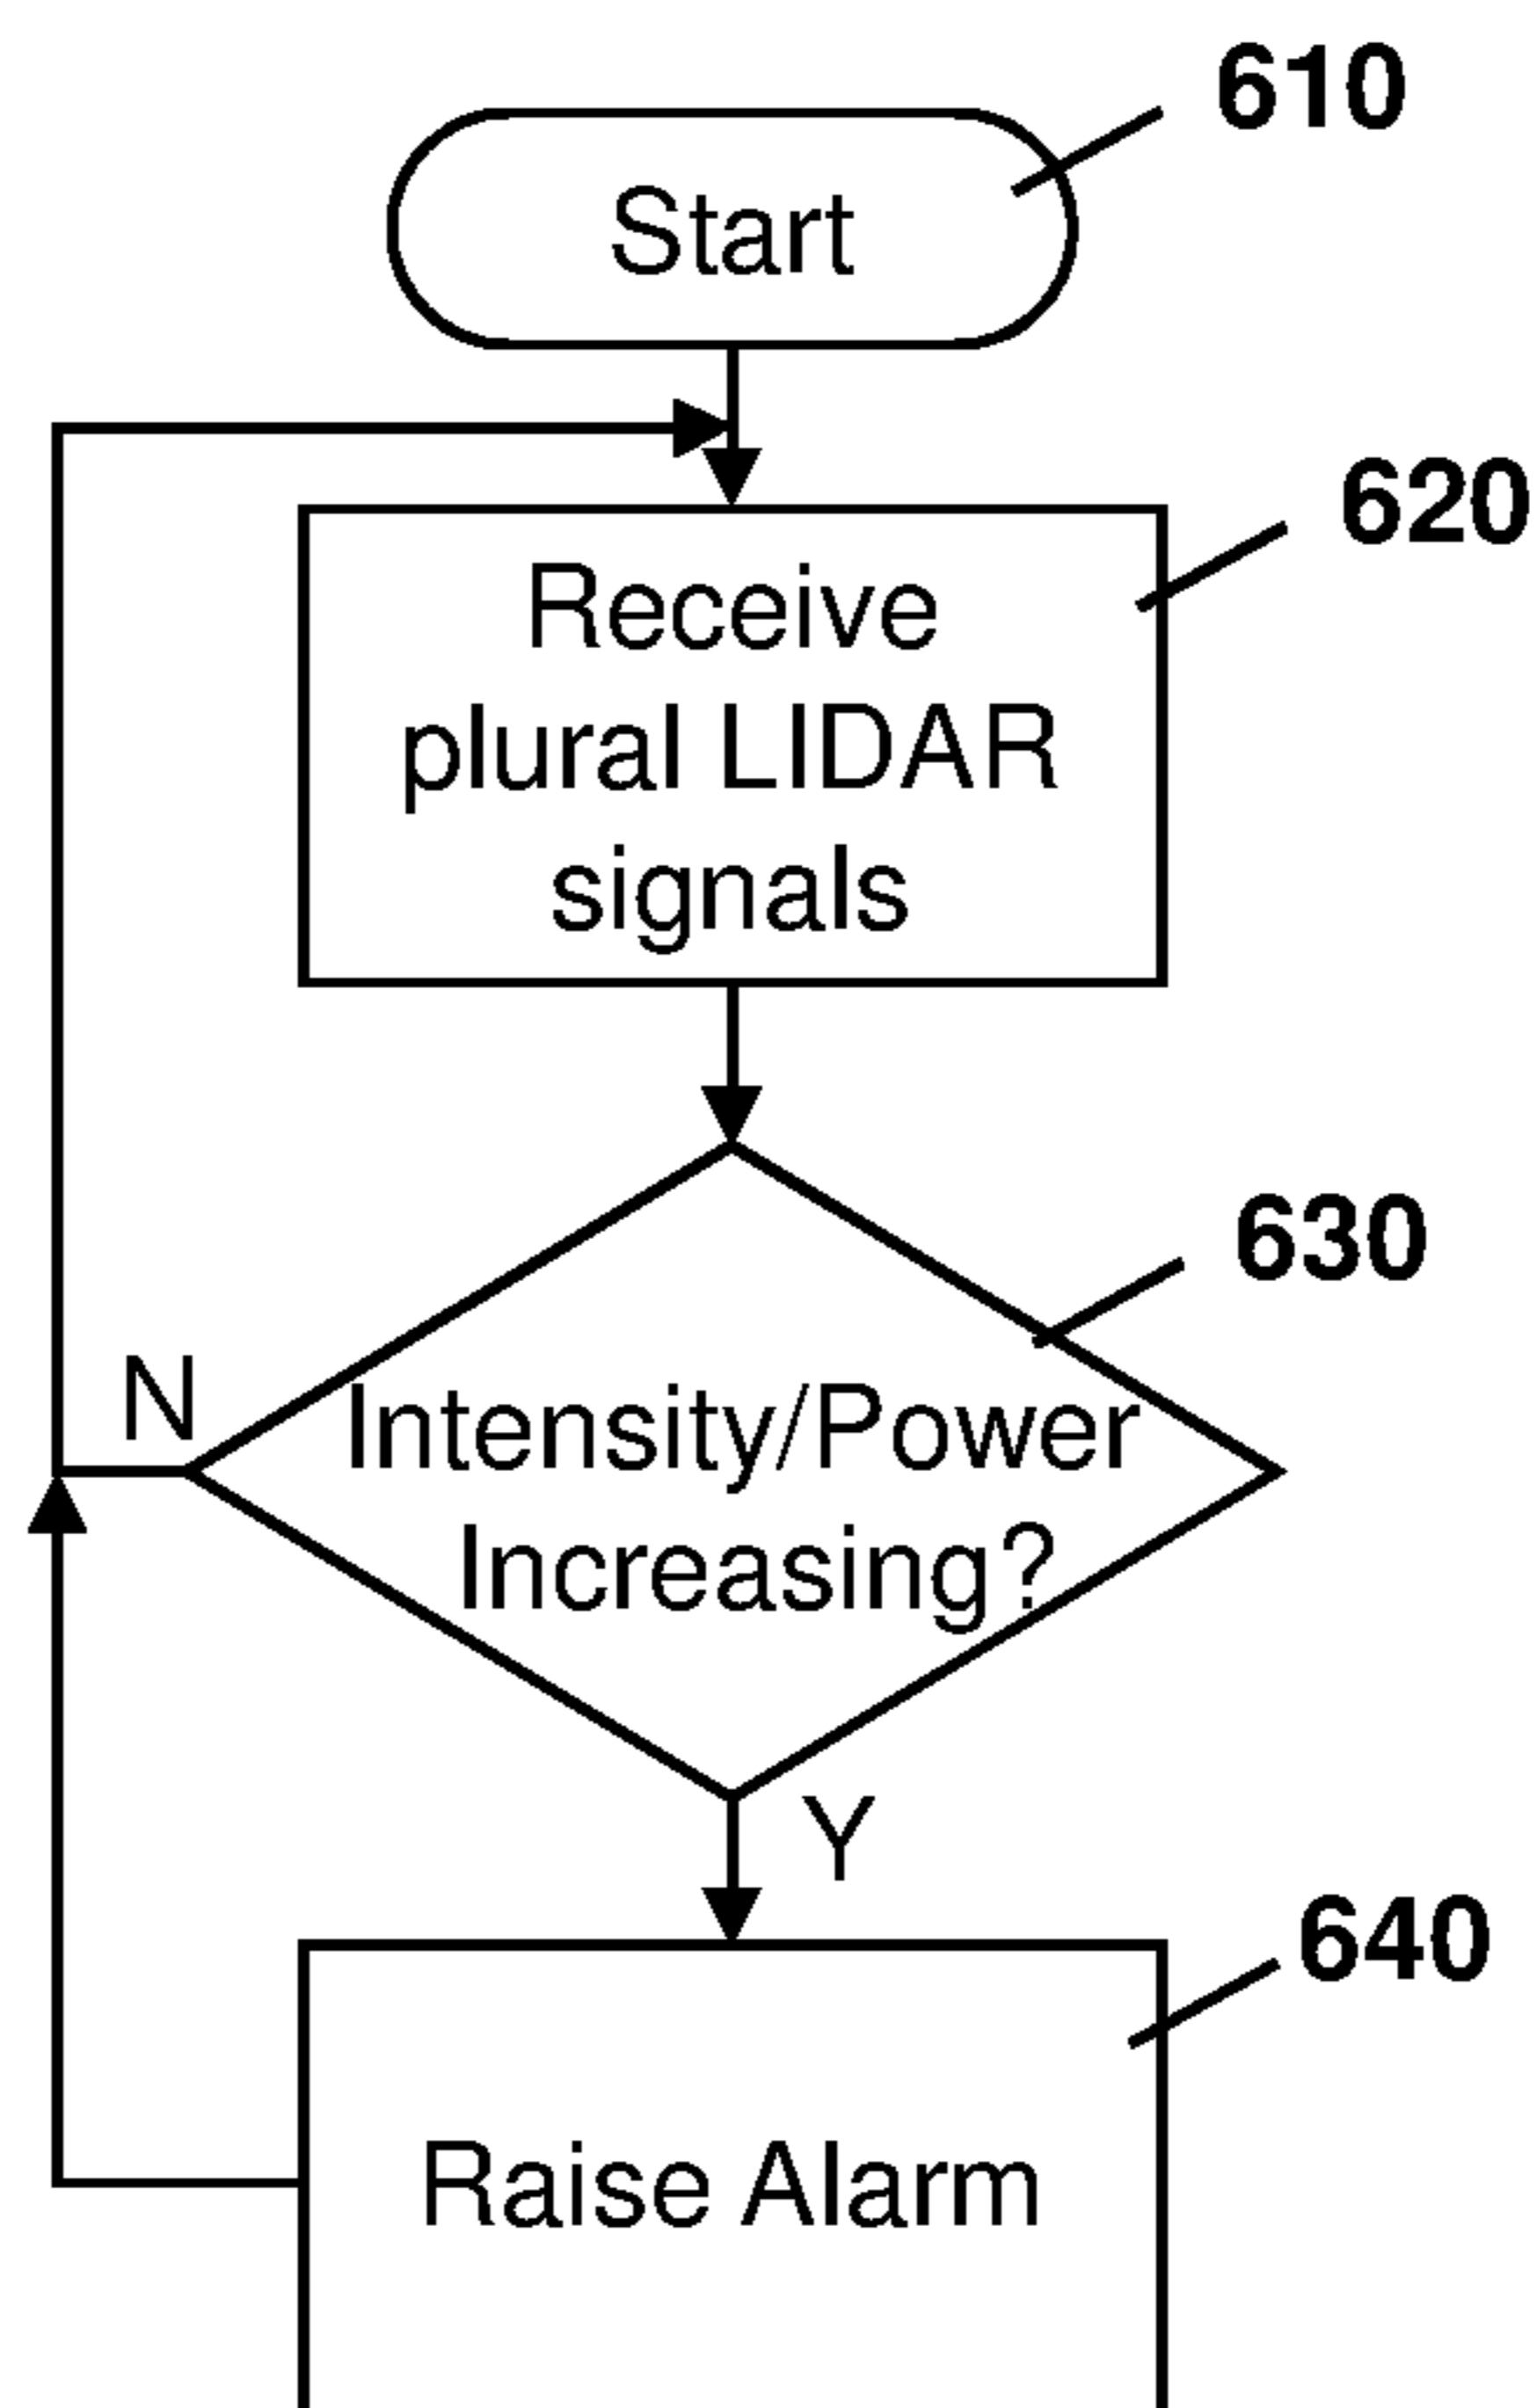 610
Start
620
Receive
plural LIDAR
signals
630
N
Intensity/Power
Increasing?
Y
640
Raise Alarm